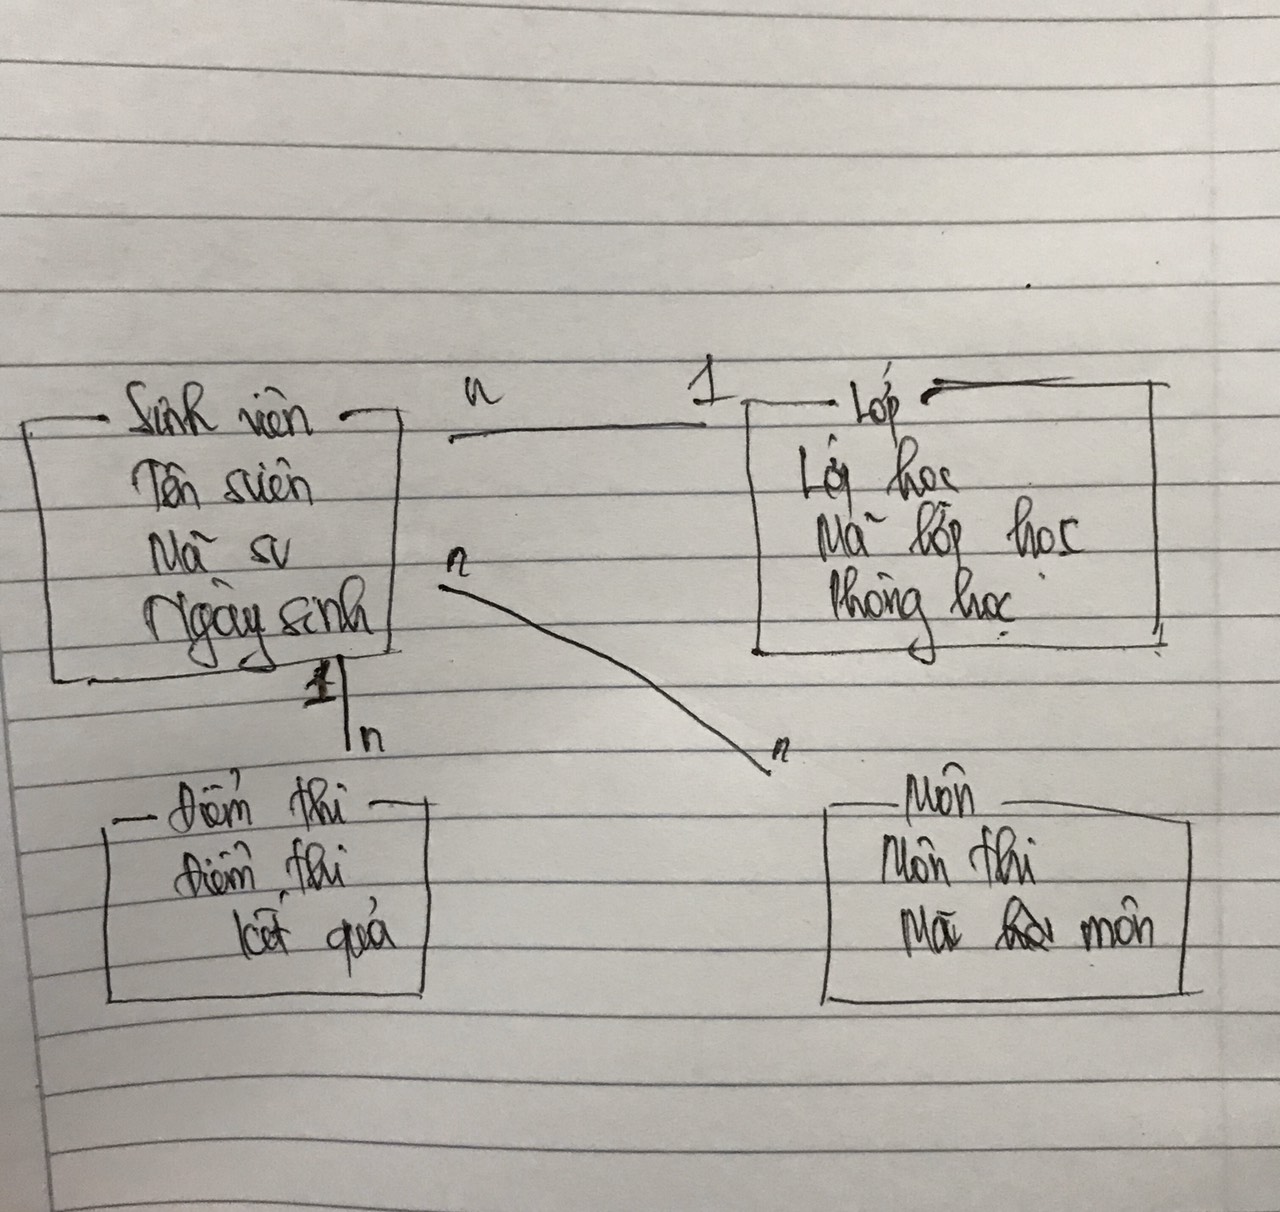 Sinh viên
Tên sviên
Mã sv
Ngày sinh
n 1
Lớp
Lớp học
Mã lớp học
Phòng học
n
n
1
n
Điểm thi
Điểm thi
Kết quả
Môn
Môn thi
Mã môn